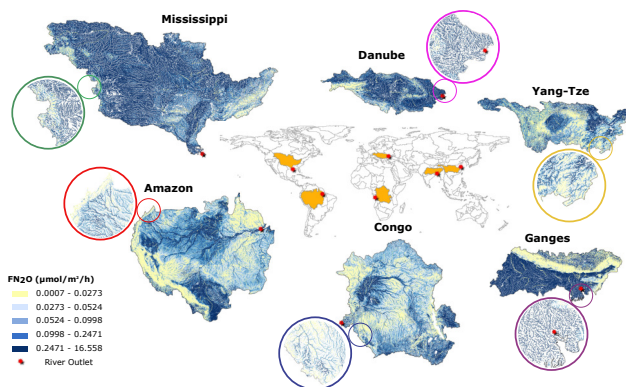 Mississippi
Danube
Yang-Tze
Amazon
Congo
Ganges
FN2O (µmol/m²/h)
0.0007 - 0.0273
0.0273 - 0.0524
0.0524 - 0.0998
0.0998 - 0.2471
0.2471 - 16.558
River Outlet